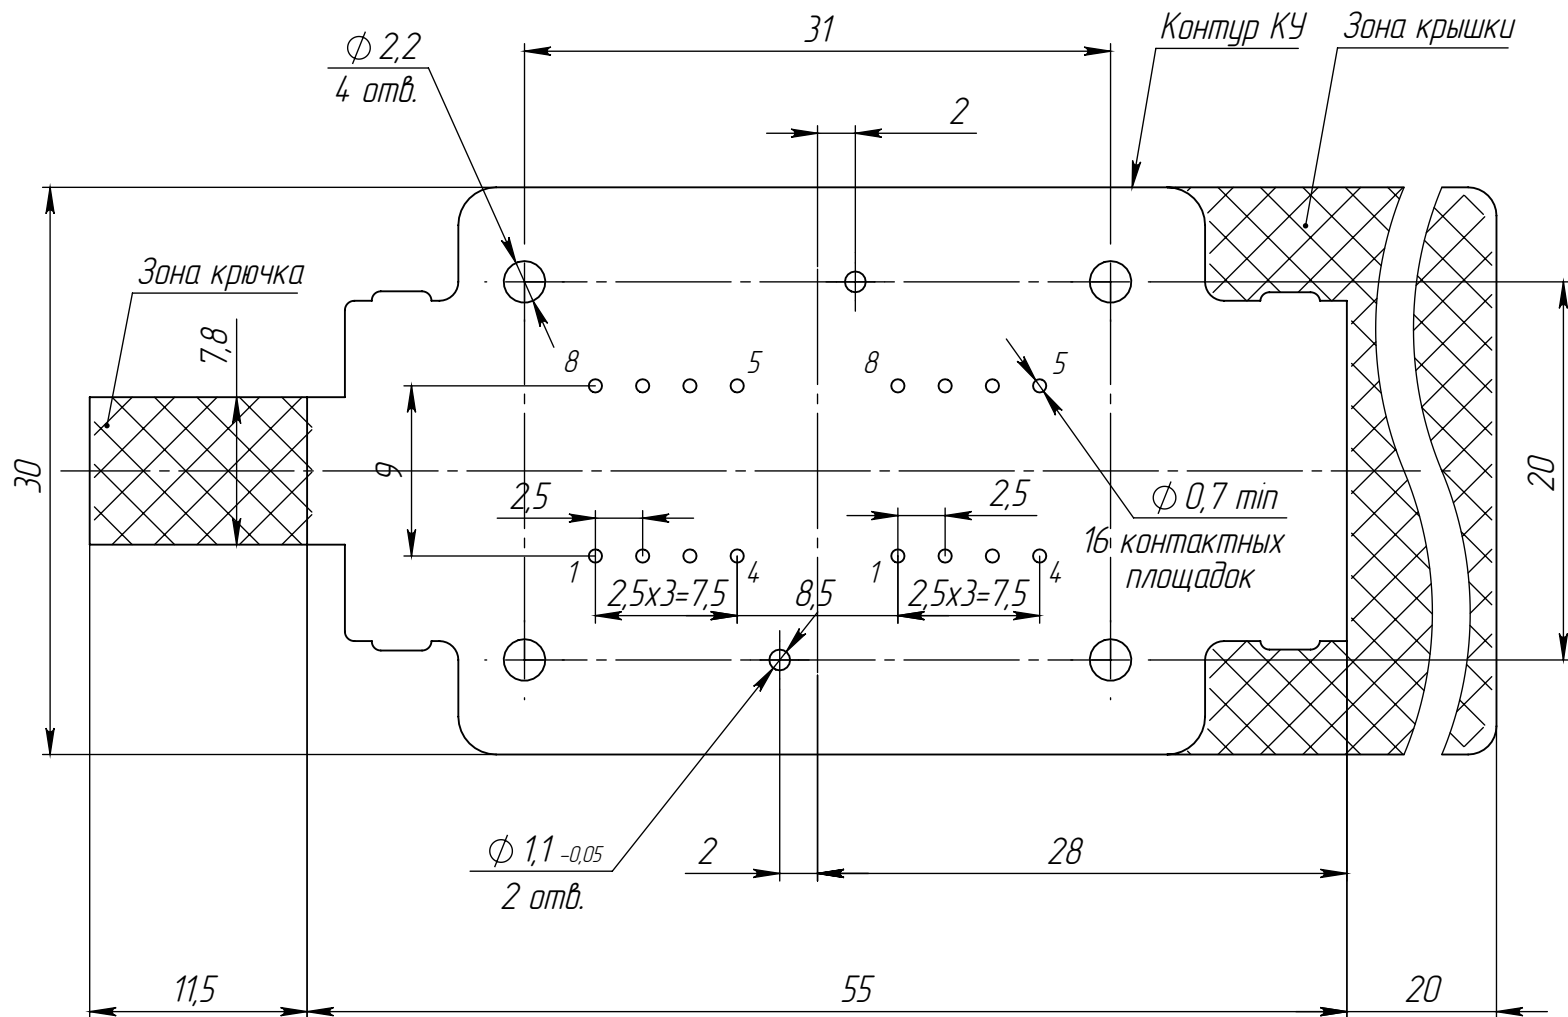 31
Контур КУ
Зона крышки
⌀ 2,2
4 отв.
2
Зона крючка
7,8
8
5
8
5
30
9
20
2,5
2,5
⌀ 0,7 min
16 контактных
площадок
1
4
1
4
2,5х3=7,5
8,5
2,5х3=7,5
⌀ 1,1 -0,05
2 отв.
2
28
11,5
55
20